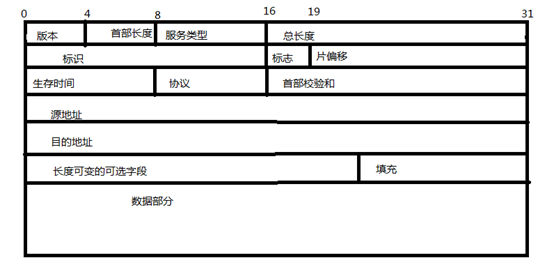 0 4 8 16 19 31
版本 首部长度 服务类型 总长度
标识 标志 片偏移
生存时间 协议 首部校验和
源地址
目的地址
长度可变的可选字段 填充
数据部分